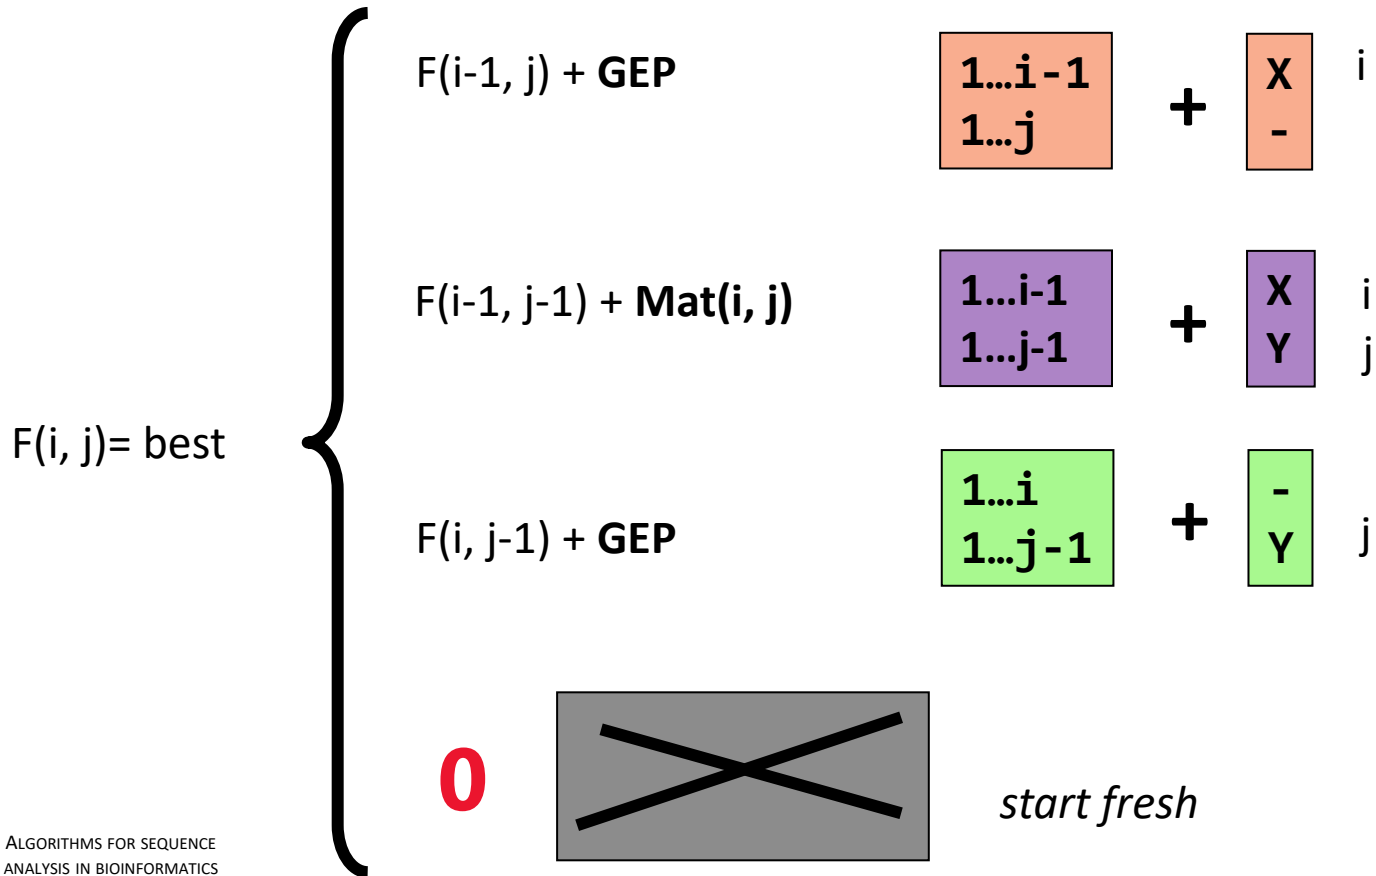 F(i-1, j) + GEP
1…i-1
1…j
+
X
-
i
F(i-1, j-1) + Mat(i, j)
1…i-1
1…j-1
+
X
Y
i
j
F(i, j)= best
F(i, j-1) + GEP
1…i
1…j-1
+
-
Y
j
0
start fresh
ALGORITHMS FOR SEQUENCE
ANALYSIS IN BIOINFORMATICS